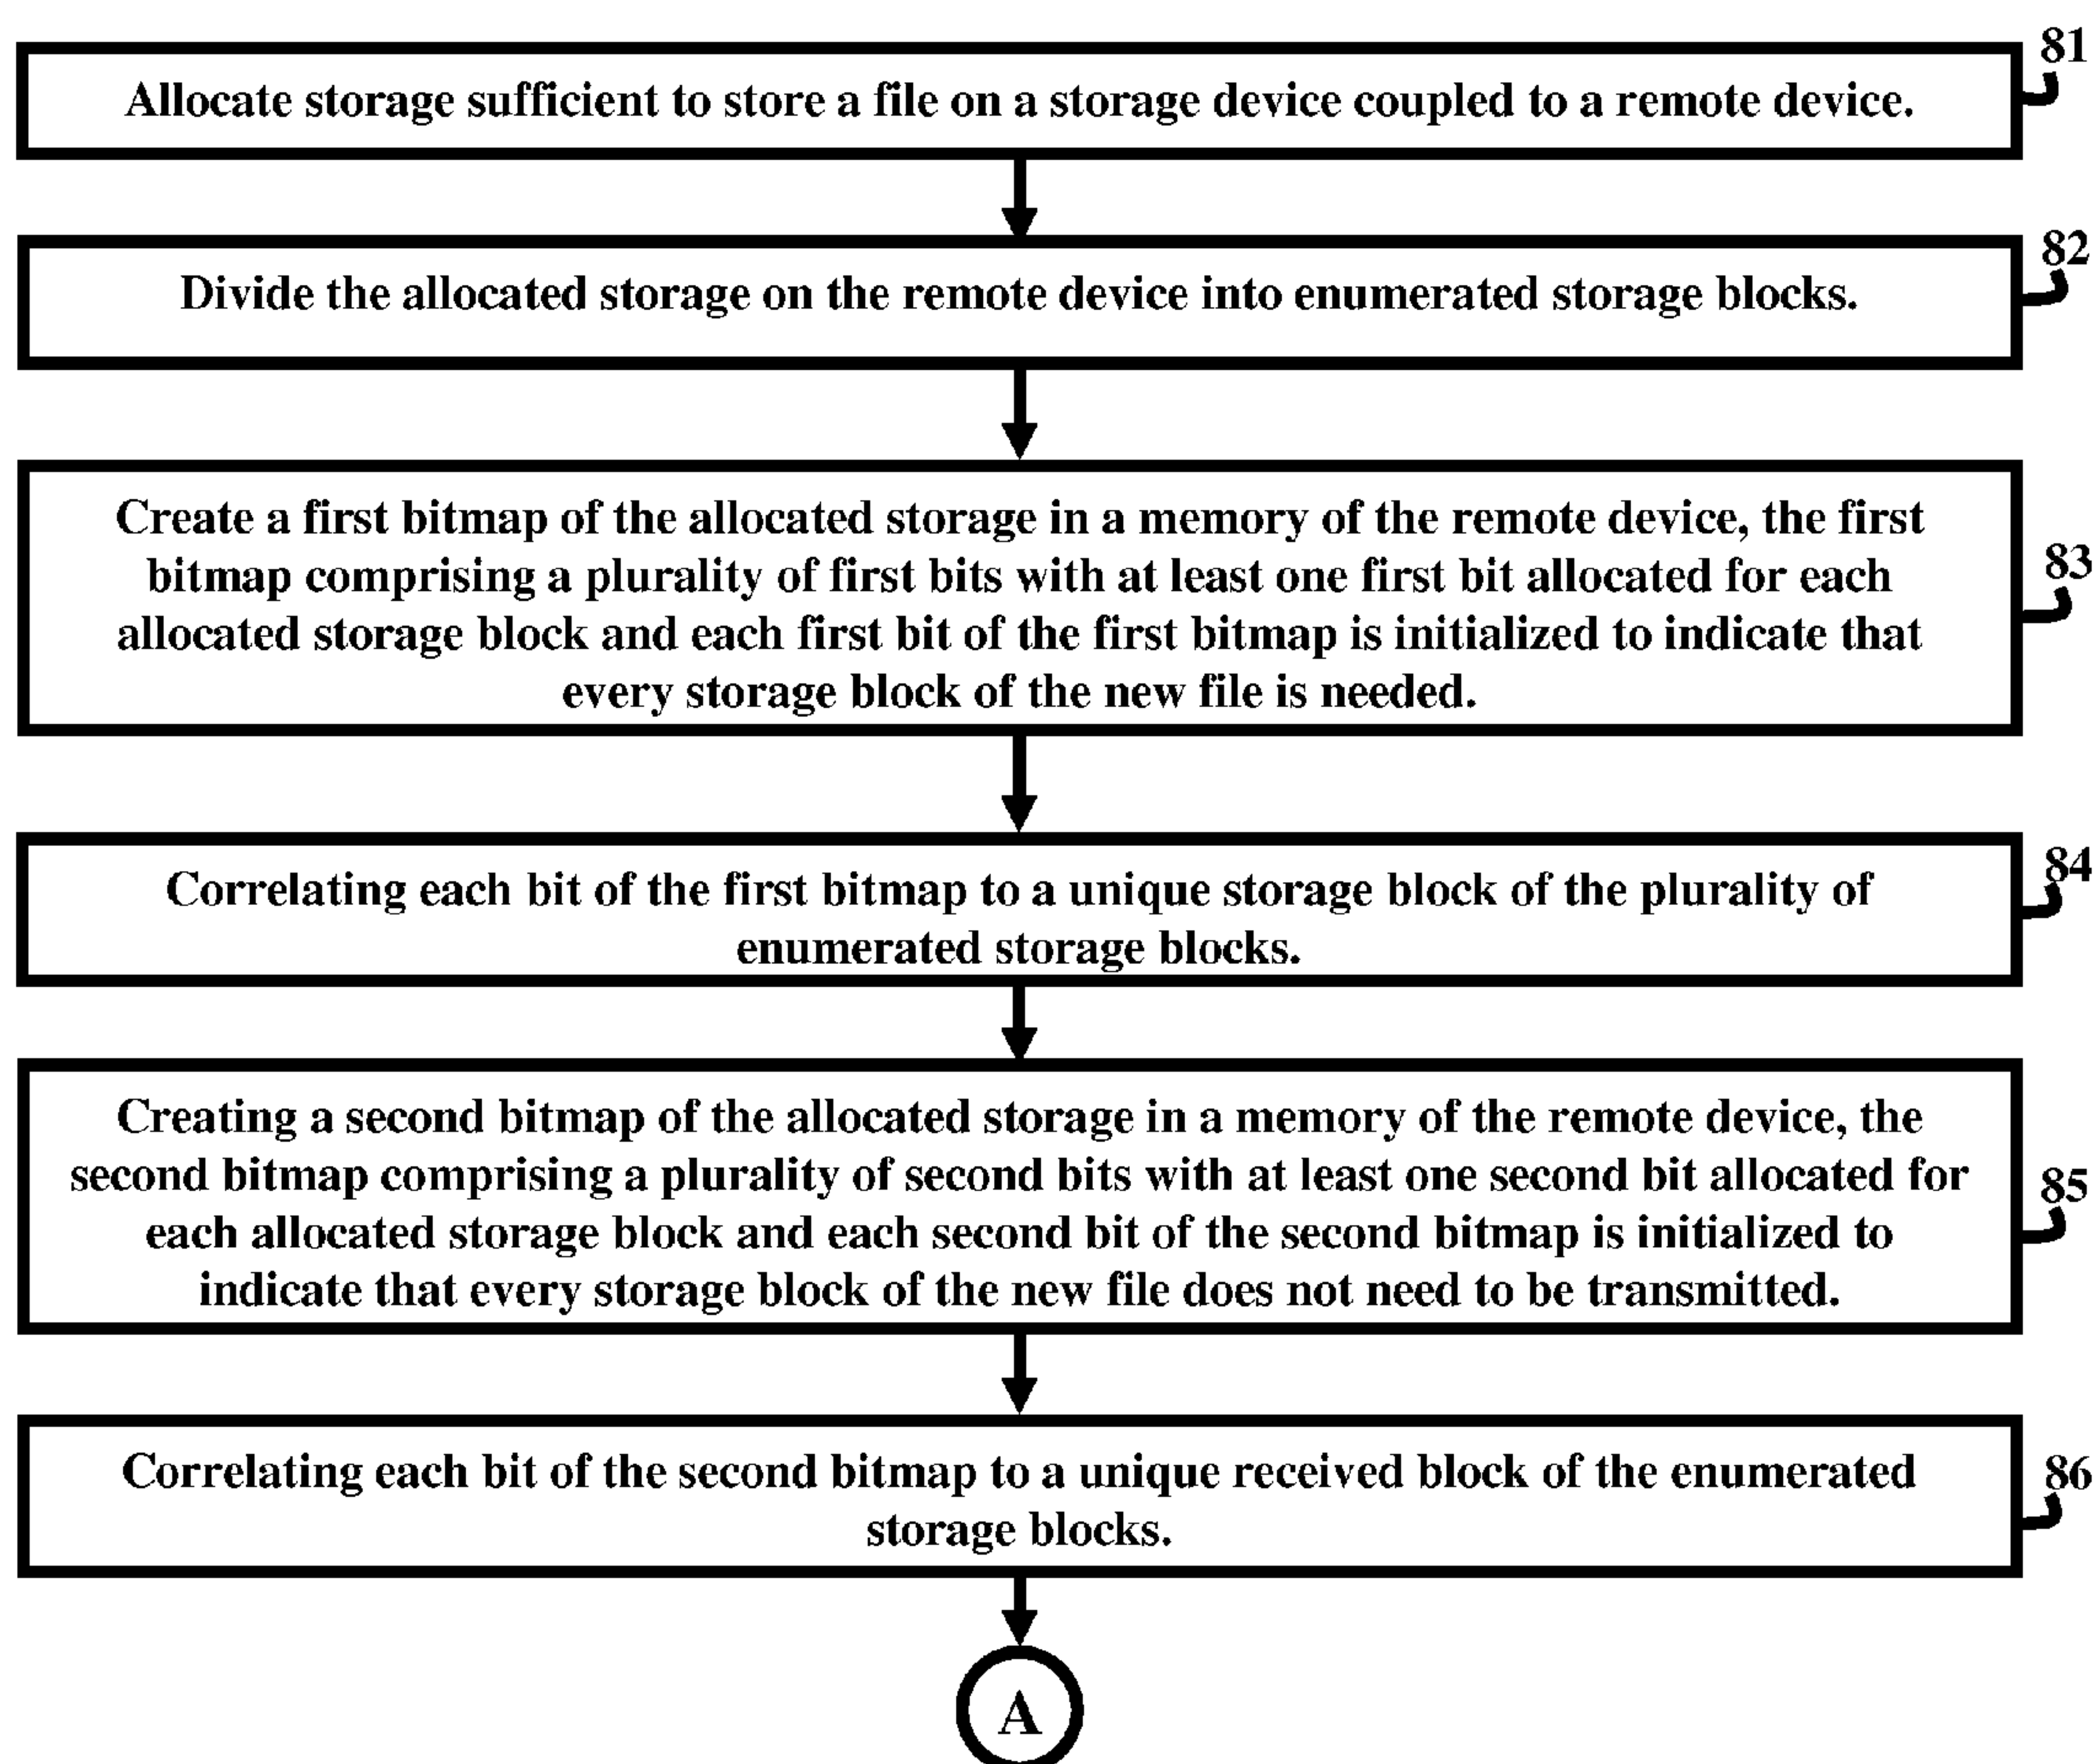 81
Allocate storage sufficient to store a file on a storage device coupled to a remote device.
82
Divide the allocated storage on the remote device into enumerated storage blocks.
Create a first bitmap of the allocated storage in a memory of the remote device, the first
bitmap comprising a plurality of first bits with at least one first bit allocated for each
83
allocated storage block and each first bit of the first bitmap is initialized to indicate that
every storage block of the new file is needed.
84
Correlating each bit of the first bitmap to a unique storage block of the plurality of
enumerated storage blocks.
Creating a second bitmap of the allocated storage in a memory of the remote device, the
second bitmap comprising a plurality of second bits with at least one second bit allocated for
85
each allocated storage block and each second bit of the second bitmap is initialized to
indicate that every storage block of the new file does not need to be transmitted.
Correlating each bit of the second bitmap to a unique received block of the enumerated
86
storage blocks.
A